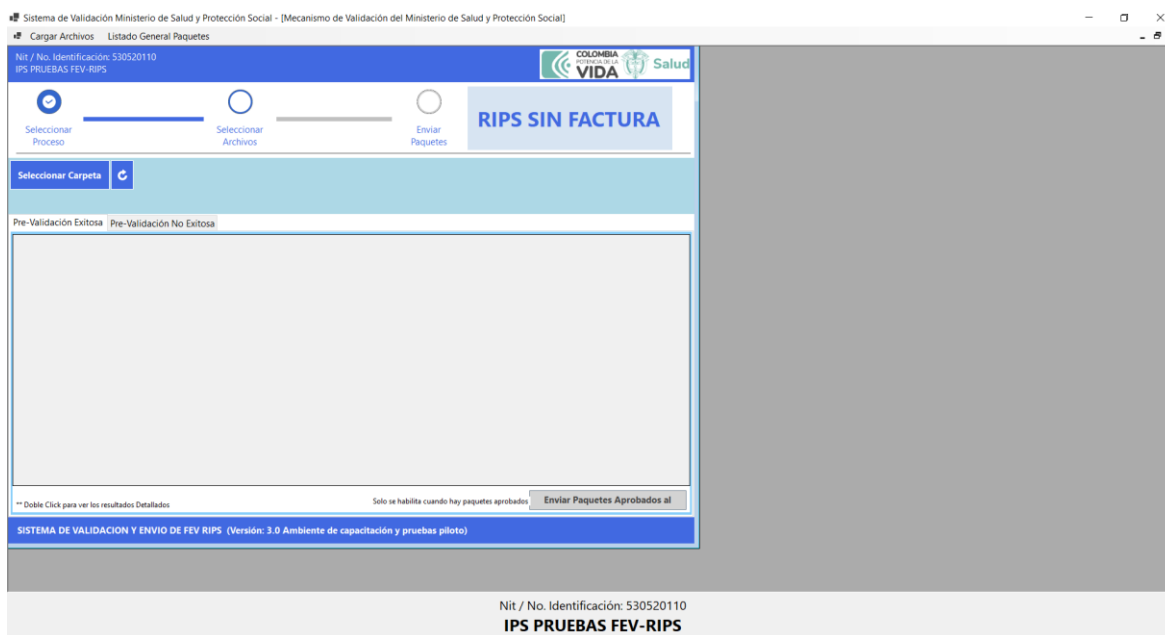 Sistema de Validación Ministerio de Salud y Protección Social - [Mecanismo de Validación del Ministerio de Salud y Protección Social]
Cargar Archivos Listado General Paquetes
Nit / No. Identificación: 530520110
IPS PRUEBAS FEV-RIPS
COLOMBIA
POTENCIA DE LA
VIDA
Salud
Seleccionar
Proceso
Seleccionar
Archivos
Enviar
Paquetes
RIPS SIN FACTURA
Seleccionar Carpeta
Pre-Validación Exitosa Pre-Validación No Exitosa
** Doble Click para ver los resultados Detallados
Solo se habilita cuando hay paquetes aprobados
Enviar Paquetes Aprobados al
SISTEMA DE VALIDACION Y ENVIO DE FEV RIPS (Versión: 3.0 Ambiente de capacitación y pruebas piloto)
Nit / No. Identificación: 530520110
IPS PRUEBAS FEV-RIPS